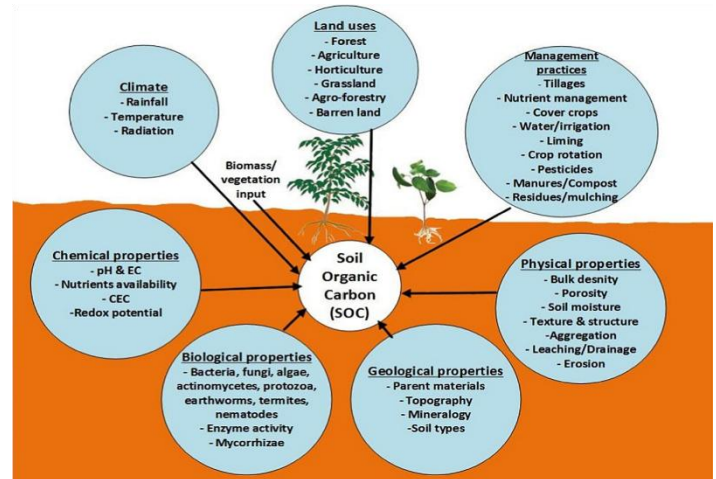 Land uses
- Forest
- Agriculture
- Horticulture
- Grassland
- Agro-forestry
- Barren land
Climate
- Rainfall
- Temperature
- Radiation
Management
practices
- Tillages
- Nutrient management
- Cover crops
- Water/irrigation
- Liming
- Crop rotation
- Pesticides
- Manures/Compost
- Residues/mulching
Biomass/
vegetation
input
Soil
Organic
Carbon
(SOC)
Chemical properties
- pH & EC
- Nutrients availability
- CEC
- Redox potential
Physical properties
- Bulk desnity
- Porosity
- Soil moisture
- Texture & structure
- Aggregation
- Leaching/Drainage
- Erosion
Biological properties
- Bacteria, fungi, algae,
actinomycetes, protozoa,
earthworms, termites,
nematodes
- Enzyme activity
- Mycorrhizae
Geological properties
- Parent materials
- Topography
- Mineralogy
-Soil types